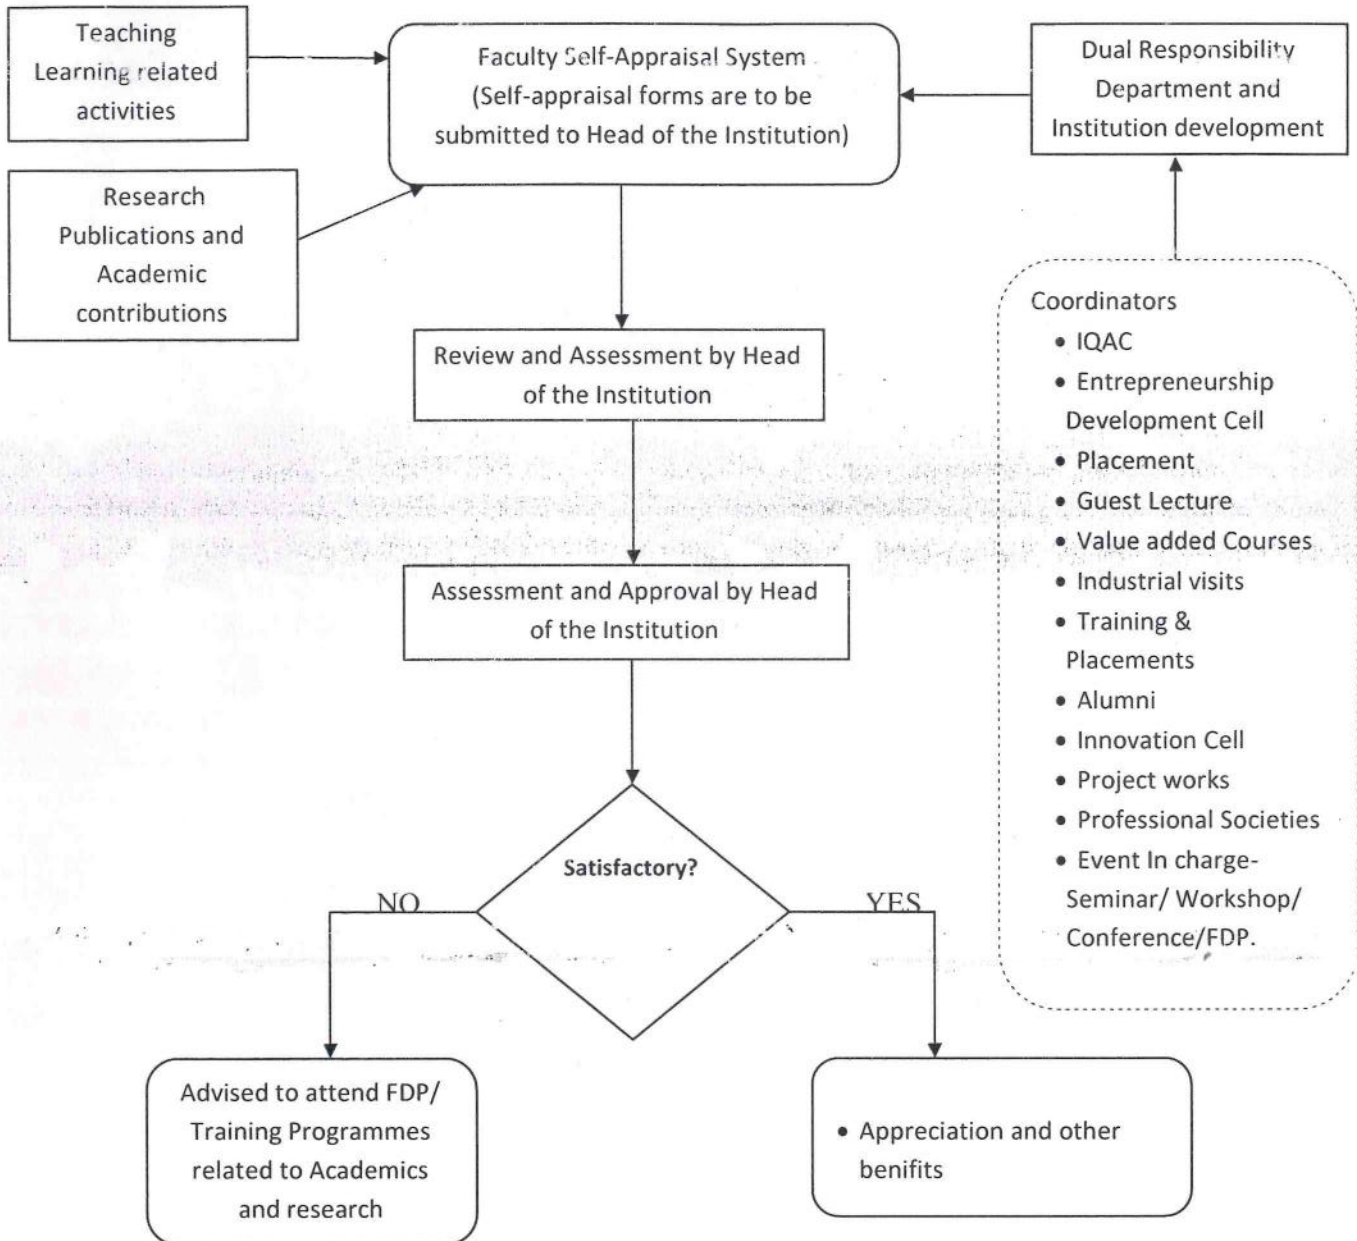 Teaching
Learning related
activities
Faculty Self-Appraisal System
(Self-appraisal forms are to be
submitted to Head of the Institution)
Dual Responsibility
Department and
Institution development
Research
Publications and
Academic
contributions
Review and Assessment by Head
of the Institution
Assessment and Approval by Head
of the Institution
Coordinators
• IQAC
• Entrepreneurship
Development Cell
• Placement
• Guest Lecture
• Value added Courses
• Industrial visits
• Training &
Placements
• Alumni
• Innovation Cell
• Project works
• Professional Societies
• Event In charge-
Seminar/ Workshop/
Conference/FDP.
Satisfactory?
NO
YES
Advised to attend FDP/
Training Programmes
related to Academics
and research
• Appreciation and other
benifits